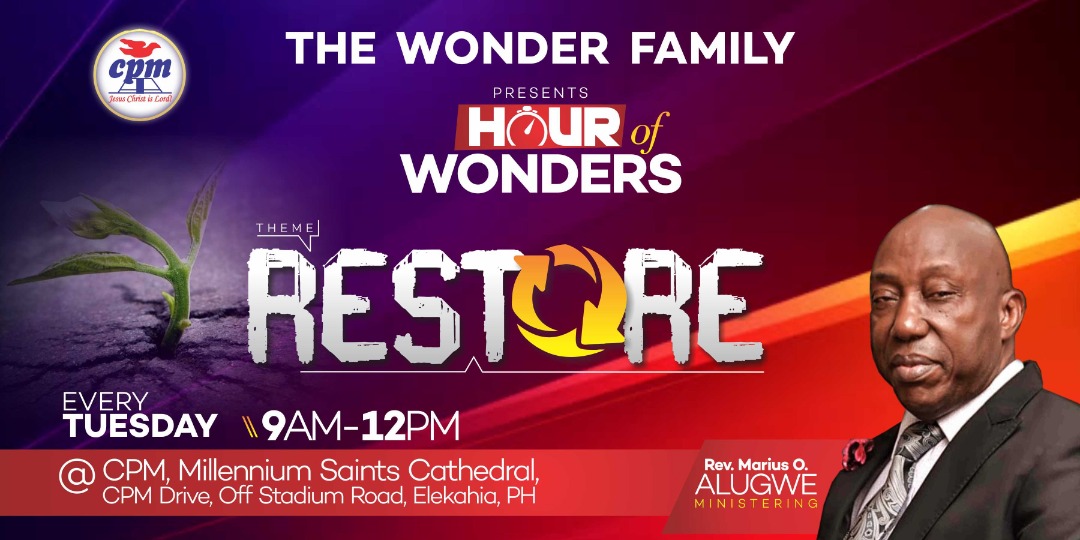 cpm
Jesus Christ is Lord!
THE WONDER FAMILY
PRESENTS
HOUR of
WONDERS
THEME
RESTORE
EVERY
TUESDAY \\ 9AM-12PM
@ CPM, Millennium Saints Cathedral,
CPM Drive, Off Stadium Road, Elekahia, PH
Rev. Marius O.
ALUGWE
MINISTERING